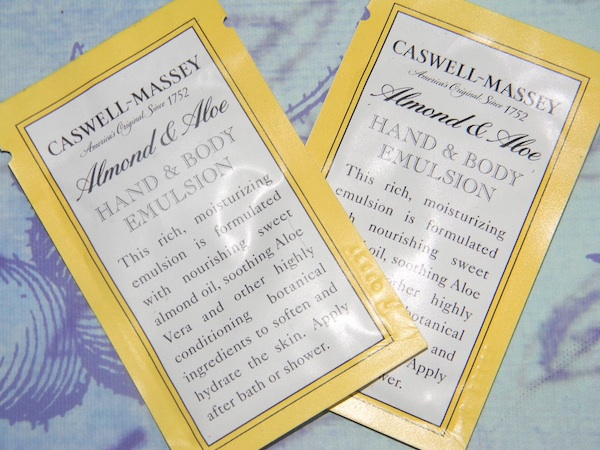 CASWELL-MASSEY
America's Original Since 1752
Almond & Aloe
HAND & BODY
EMULSION
This rich, moisturizing
emulsion is formulated
with nourishing sweet
almond oil, soothing Aloe
Vera and other highly
conditioning botanical
ingredients to soften and
hydrate the skin. Apply
after bath or shower.
CASWELL-MASSEY
America's Original Since 1752
Almond & Aloe
HAND & BODY
EMULSION
This rich, moisturizing
emulsion is formulated
nourishing sweet
oil, soothing Aloe
other highly
botanical
and
Apply